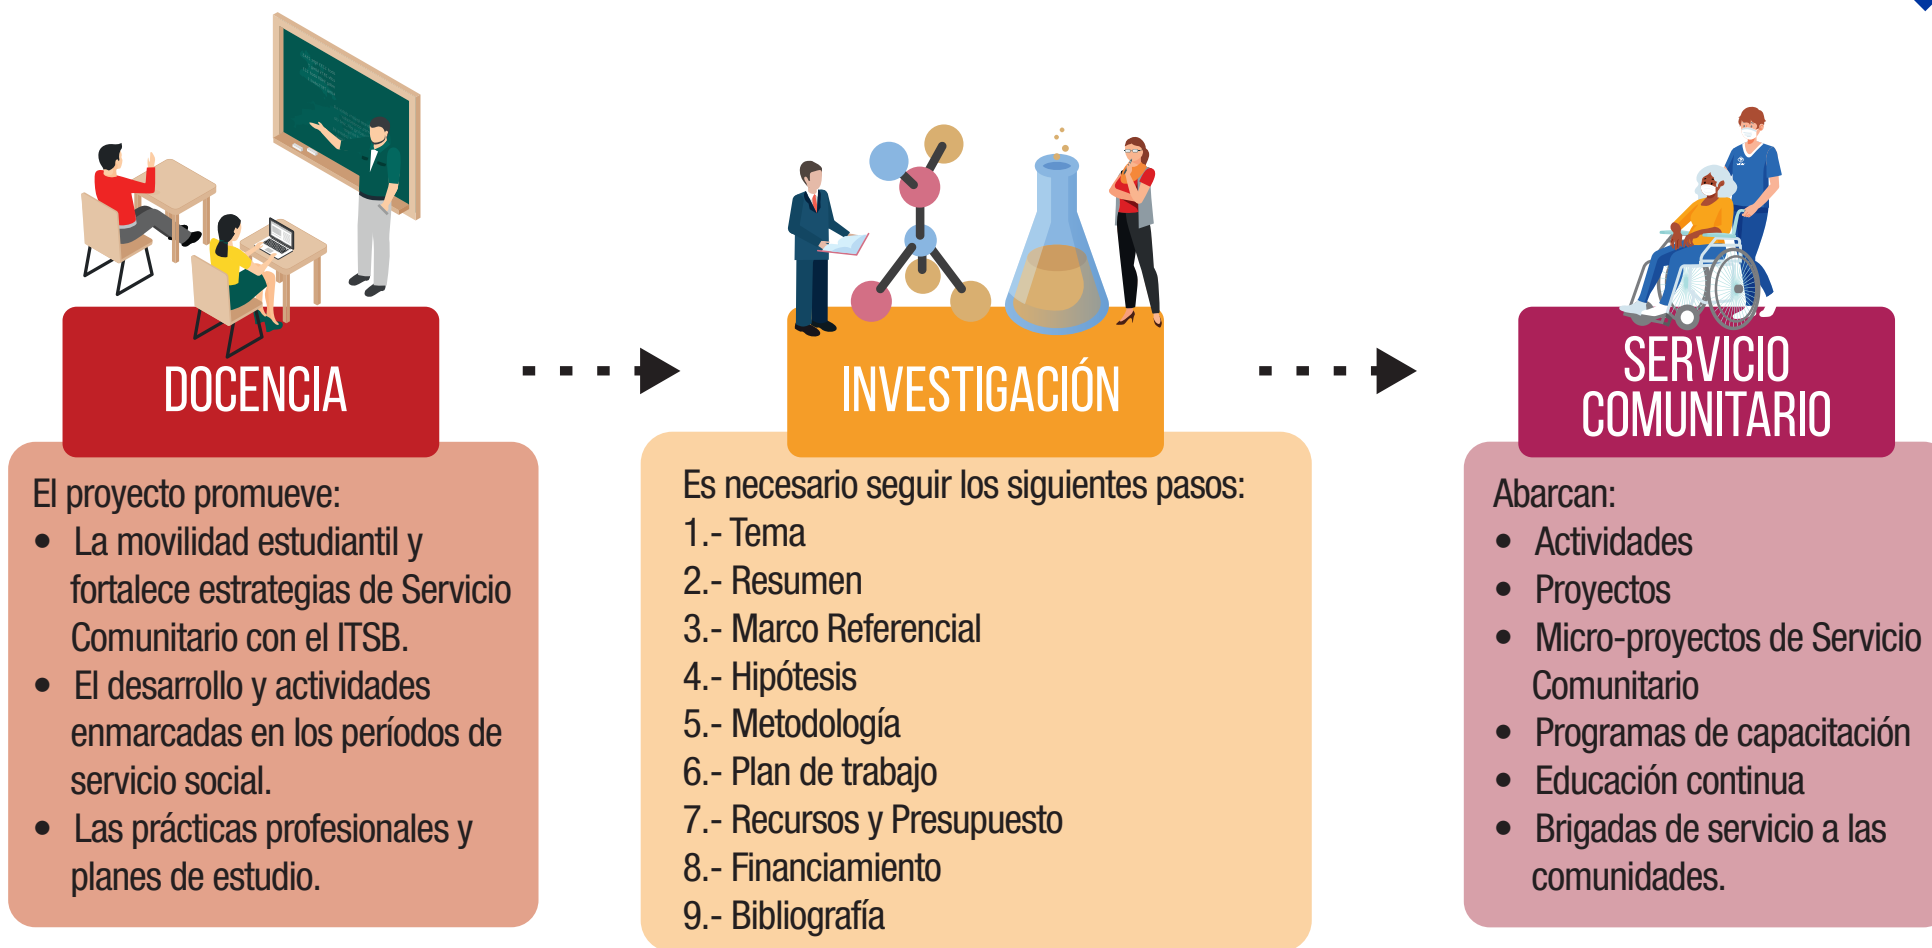 DOCENCIA
El proyecto promueve:
• La movilidad estudiantil y
fortalece estrategias de Servicio
Comunitario con el ITSB.
• El desarrollo y actividades
enmarcadas en los períodos de
servicio social.
• Las prácticas profesionales y
planes de estudio.
INVESTIGACIÓN
Es necesario seguir los siguientes pasos:
1.- Tema
2.- Resumen
3.- Marco Referencial
4.- Hipótesis
5.- Metodología
6.- Plan de trabajo
7.- Recursos y Presupuesto
8.- Financiamiento
9.- Bibliografía
SERVICIO
COMUNITARIO
Abarcan:
• Actividades
• Proyectos
• Micro-proyectos de Servicio
Comunitario
• Programas de capacitación
• Educación continua
• Brigadas de servicio a las
comunidades.